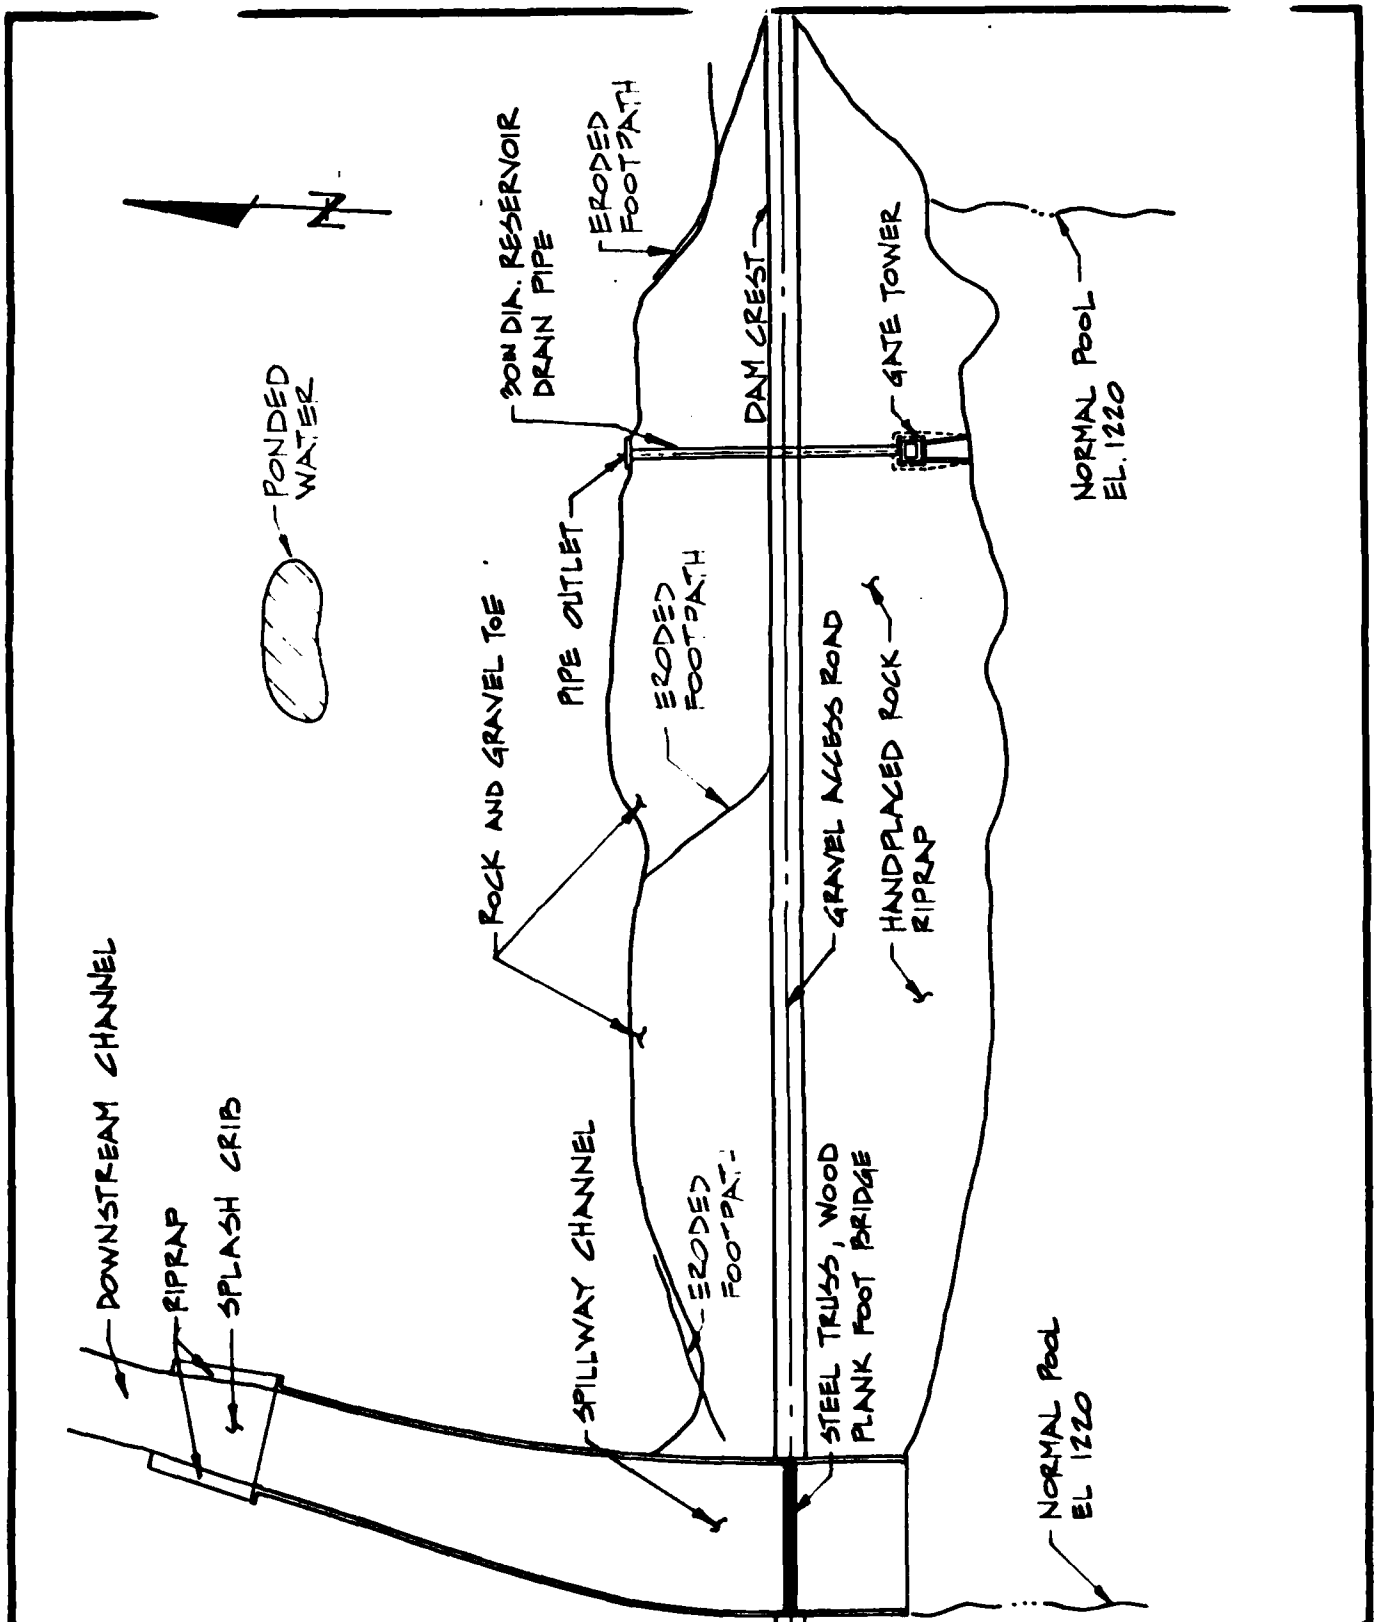 DOWNSTREAM CHANNEL
RIPRAP
SPLASH CRIB
PONDED
WATER
N
ROCK AND GRAVEL TOE
30IN DIA. RESERVOIR
DRAIN PIPE
PIPE OUTLET
ERODED
FOOTPATH
SPILLWAY CHANNEL
ERODED
FOOTPATH
ERODED
FOOTPATH
DAM CREST
STEEL TRUSS, WOOD
PLANK FOOT BRIDGE
GRAVEL ACCESS ROAD
HANDPLACED ROCK
RIPRAP
GATE TOWER
NORMAL POOL
EL 1220
NORMAL POOL
EL. 1220